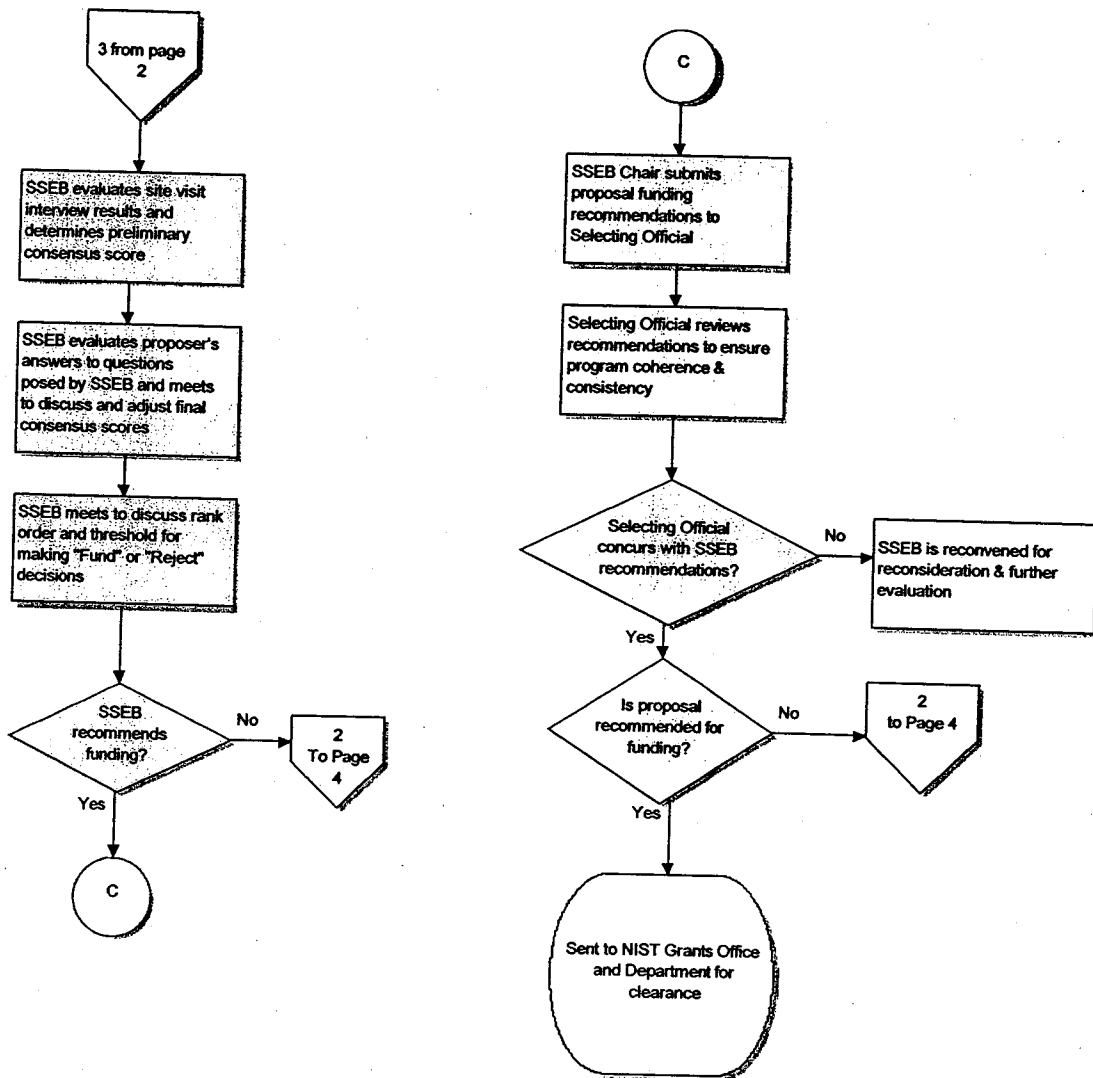 3 from page
2
SSEB evaluates site visit
interview results and
determines preliminary
consensus score
SSEB evaluates proposer's
answers to questions
posed by SSEB and meets
to discuss and adjust final
consensus scores
SSEB meets to discuss rank
order and threshold for
making "Fund" or "Reject"
decisions
SSEB
recommends
funding?
No
2
To Page
4
Yes
C
C
SSEB Chair submits
proposal funding
recommendations to
Selecting Official
Selecting Official reviews
recommendations to ensure
program coherence &
consistency
Selecting Official
concurs with SSEB
recommendations?
No
SSEB is reconvened for
reconsideration & further
evaluation
Yes
Is proposal
recommended for
funding?
No
2
to Page 4
Yes
Sent to NIST Grants Office
and Department for
clearance